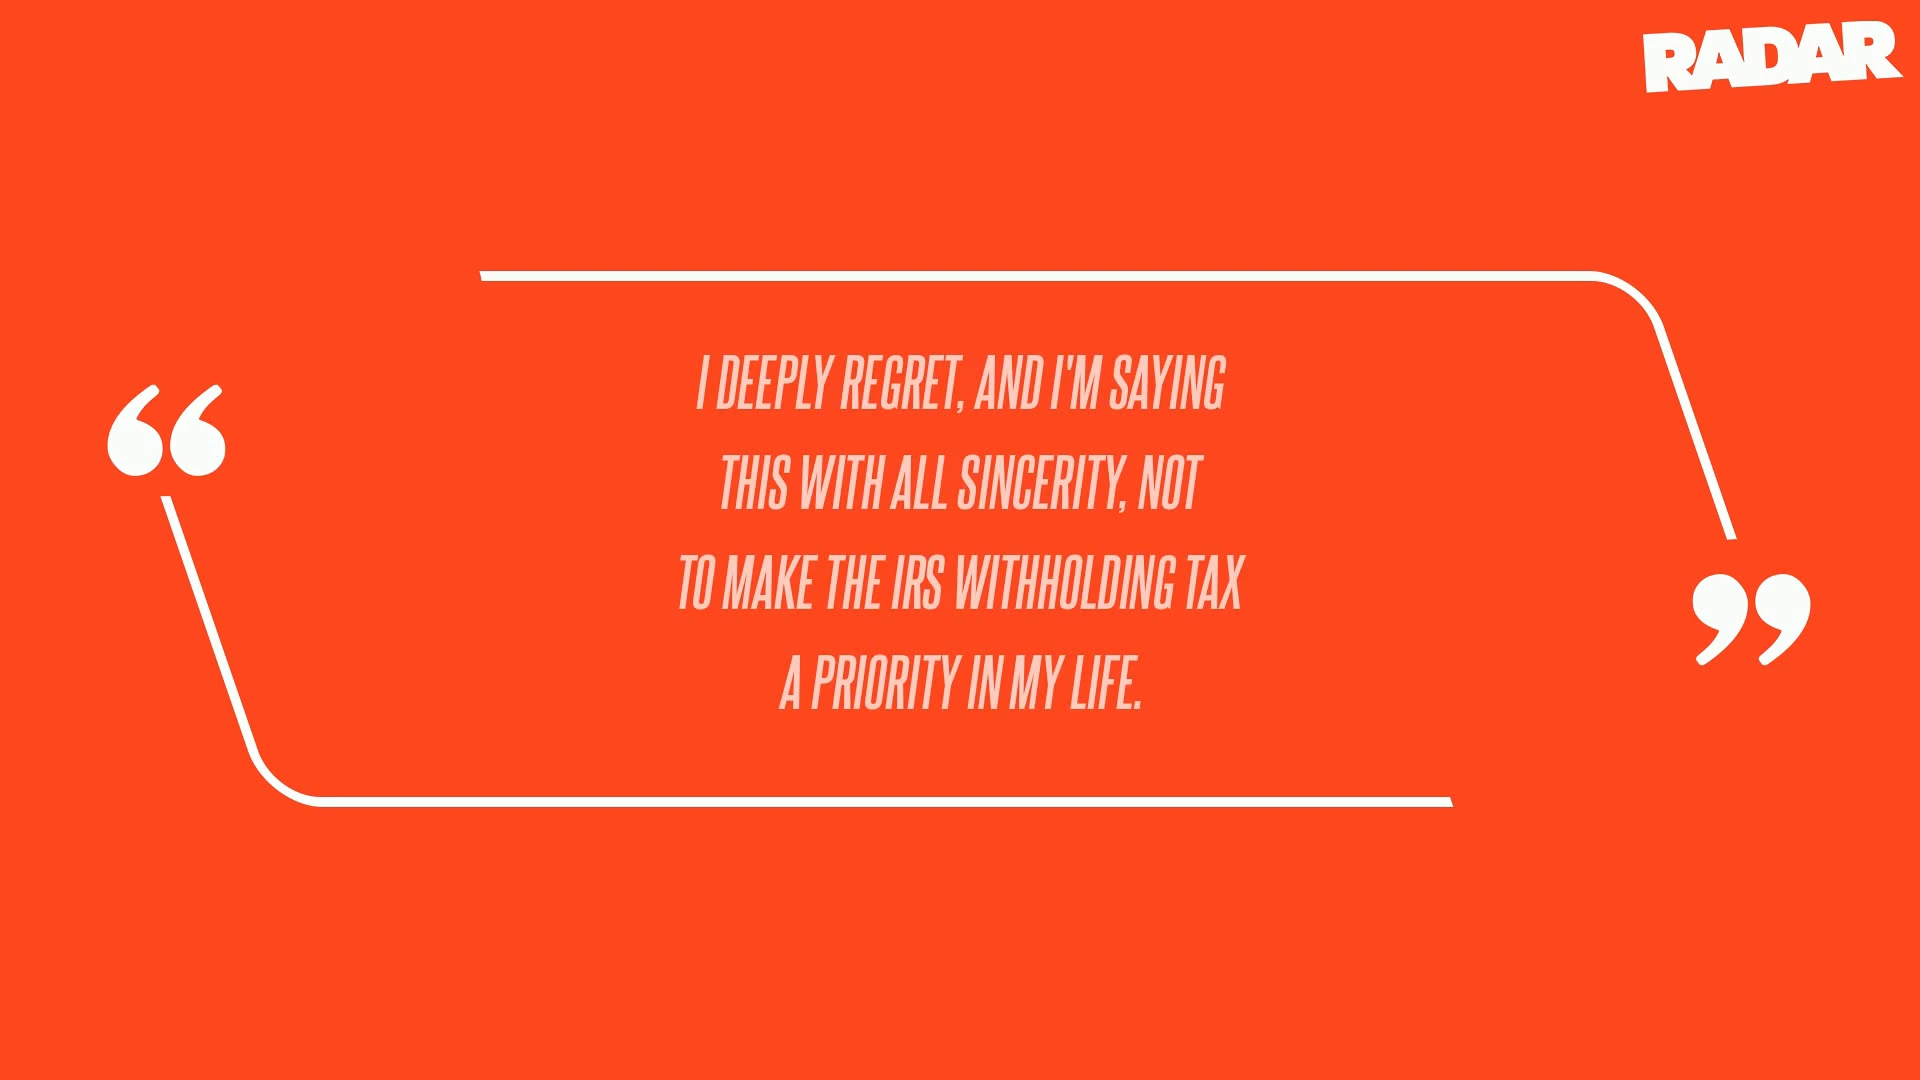 RADAR
I DEEPLY REGRET, AND I'M SAYING
THIS WITH ALL SINCERITY, NOT
TO MAKE THE IRS WITHHOLDING TAX
A PRIORITY IN MY LIFE.